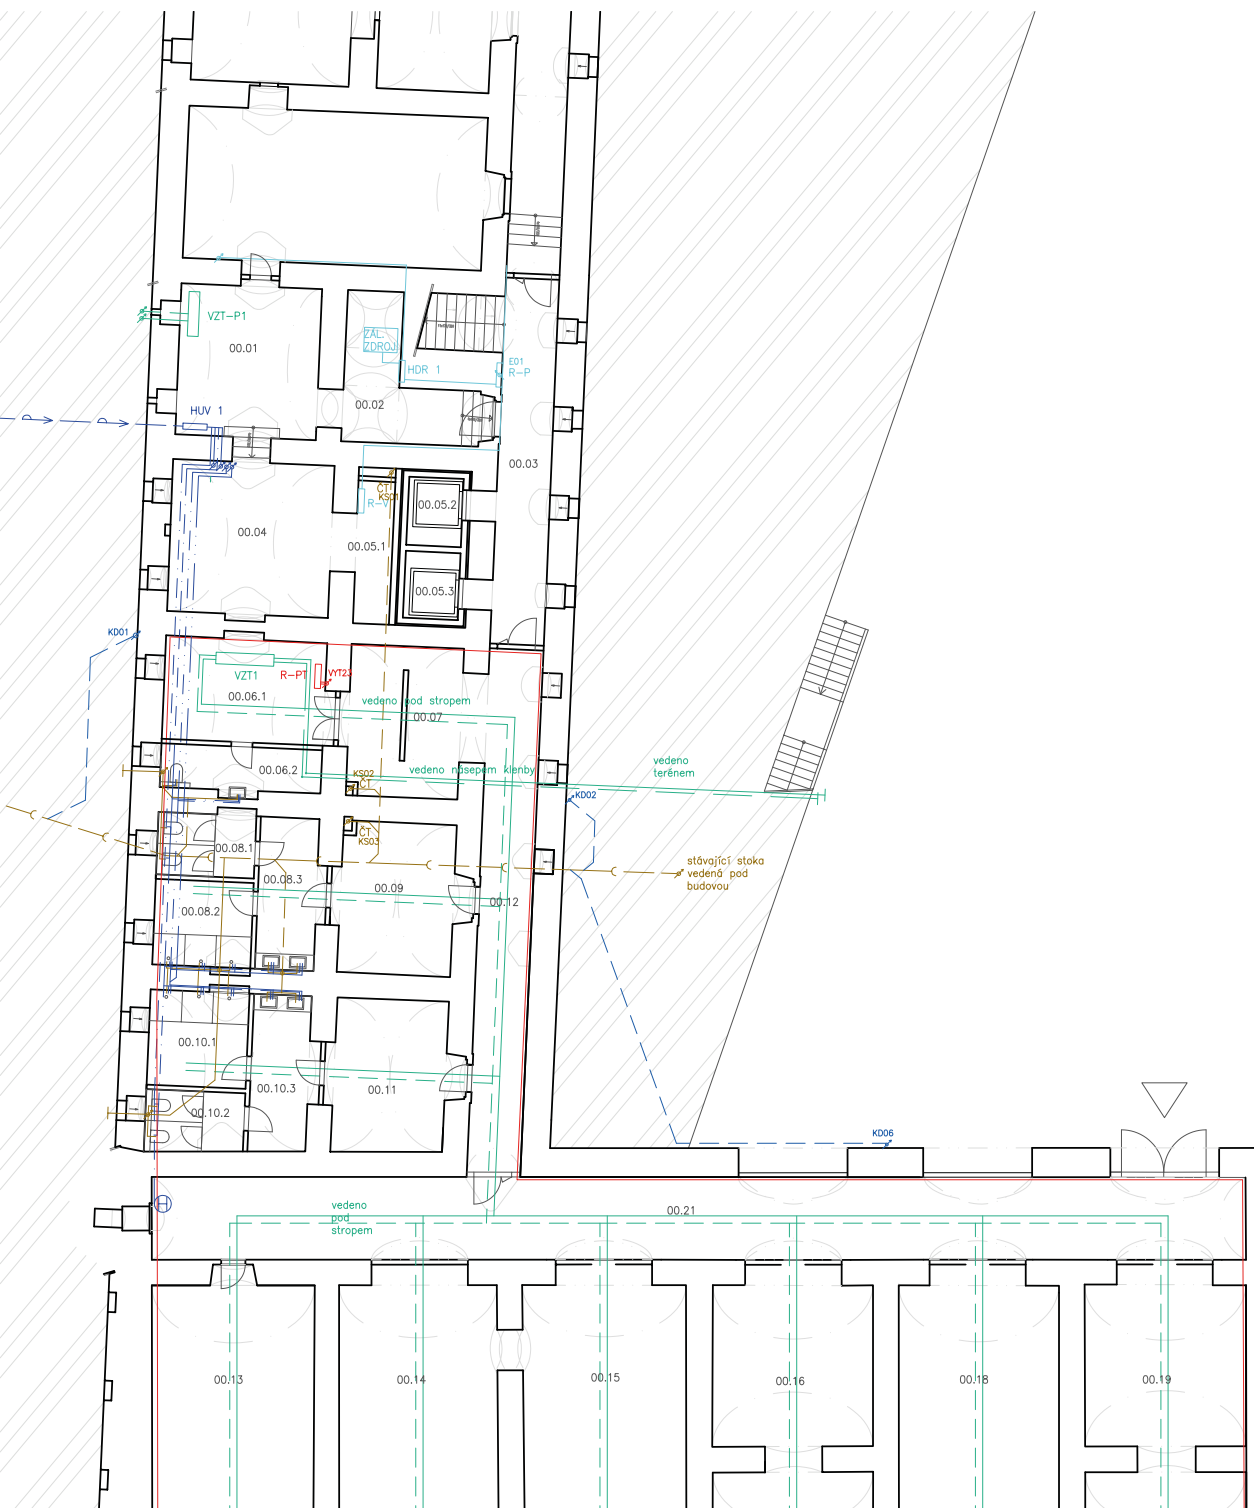 VZT-P1
00.01
ZÁL.
ZDROJ
HDR 1
E01
R-P
HUV 1
00.02
00.03
ČT
KS01
R-V
00.05.2
00.04
00.05.1
00.05.3
KD01
VZT1
R-PT
VYT23
00.06.1
vedeno pod stropem
00.07
00.06.2
KS02
ČT
vedeno násepem klenby
vedeno
terénem
KD02
ČT
KS03
00.08.1
00.08.3
00.09
stávající stoka
vedená pod
budovou
00.12
00.08.2
00.10.1
00.10.3
00.11
00.10.2
KD06
H
vedeno
pod
stropem
00.21
00.13
00.14
00.15
00.16
00.18
00.19